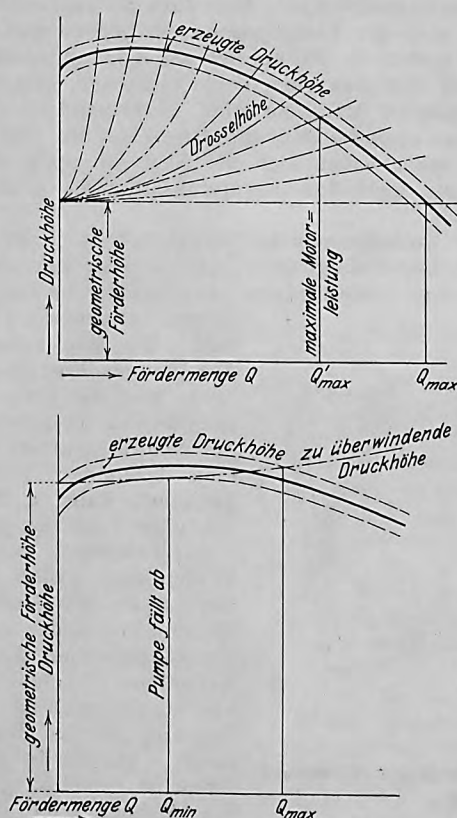 erzeugte Druckhöhe
Drosselhöhe
Druckhöhe
geometrische
Förderhöhe
maximale Motor=
leistung
Fördermenge Q
Q'max
Qmax
erzeugte Druckhöhe
zu überwindende
Druckhöhe
geometrische Förderhöhe
Druckhöhe
Pumpe fällt ab
Fördermenge Q
Qmin
Qmax